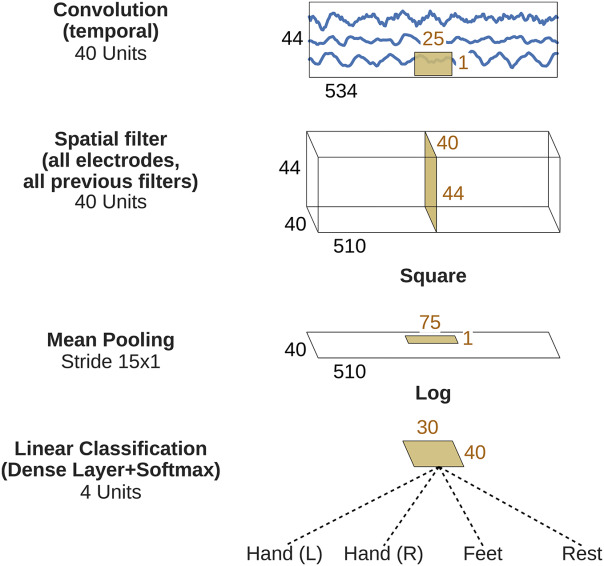 Convolution
(temporal)
40 Units
44
25
1
534
Spatial filter
(all electrodes,
all previous filters)
40 Units
44
40
44
40
510
Square
Mean Pooling
Stride 15x1
75
1
40
510
Log
Linear Classification
(Dense Layer+Softmax)
4 Units
30
40
Hand (L) Hand (R) Feet Rest